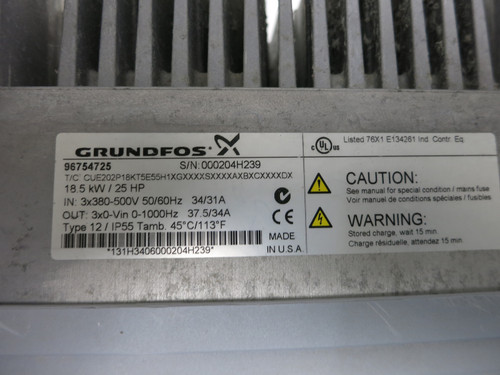 GRUNDFOS
96754725 S/N:000204H239
T/C: CUE202P18KT5E55H1XGXXXXSXXXXAXBXCXXXXDX
18.5 kW / 25 HP
IN: 3x380-500V 50/60Hz 34/31A
OUT: 3x0-Vin 0-1000Hz 37.5/34A
Type 12 / IP55 Tamb. 45°C/113°F
*131H3406000204H239*
MADE
IN U.S.A.
c UL US Listed 76X1 E134261 Ind. Contr. Eq.
CAUTION:
See manual for special condition / mains fuse
Voir manuel de conditions spéciales / fusibles
WARNING:
Stored charge, wait 15 min.
Charge résiduelle, attendez 15 min.